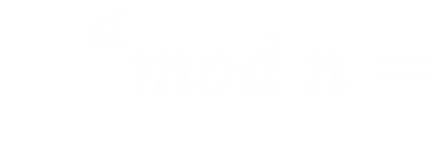 ᵈ mod n =